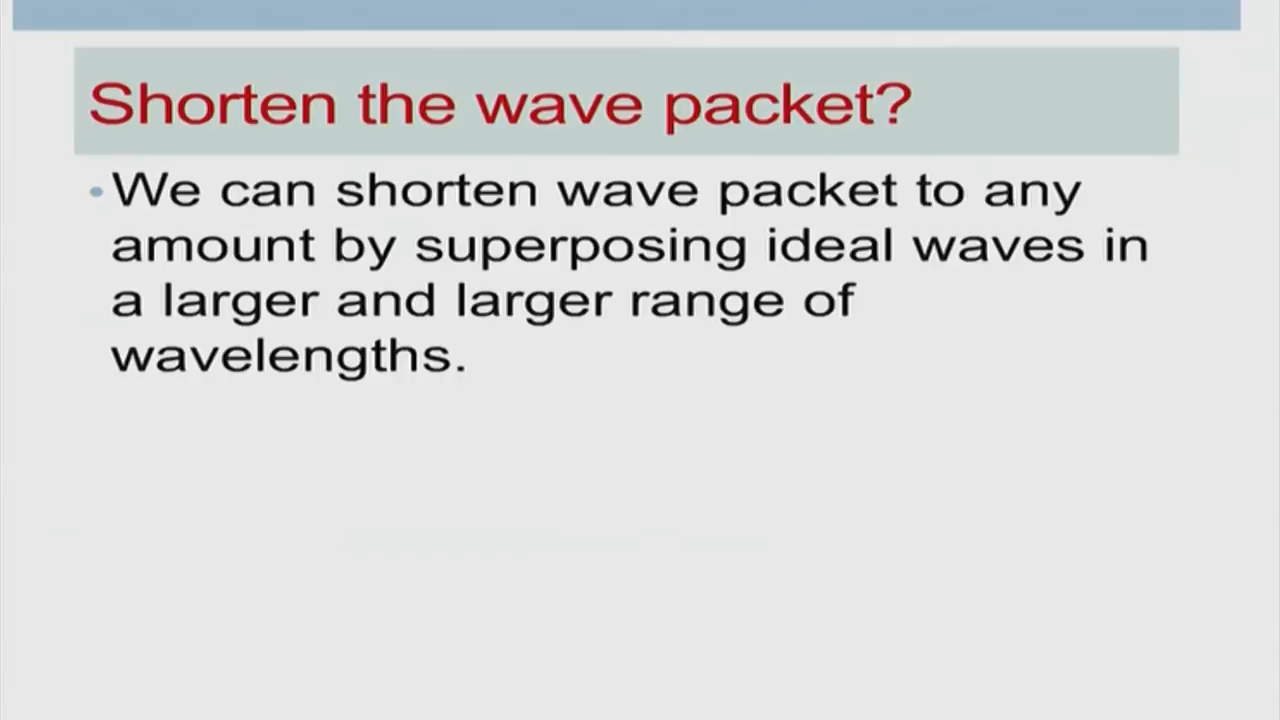 Shorten the wave packet?
•We can shorten wave packet to any
amount by superposing ideal waves in
a larger and larger range of
wavelengths.